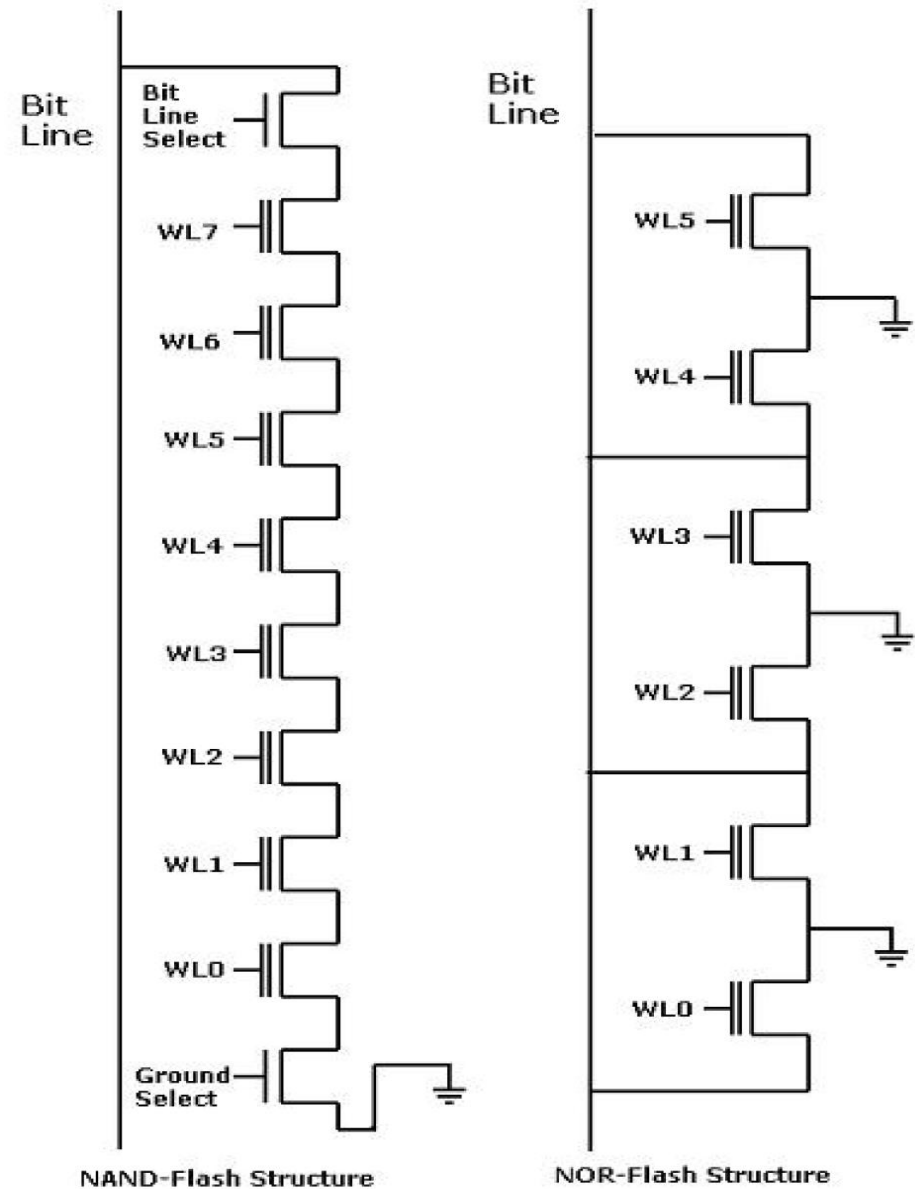 Bit
Line
Bit
Line
Select
WL7
WL6
WL5
WL4
WL3
WL2
WL1
WL0
Ground
Select
NAND-Flash Structure
Bit
Line
WL5
WL4
WL3
WL2
WL1
WL0
NOR-Flash Structure